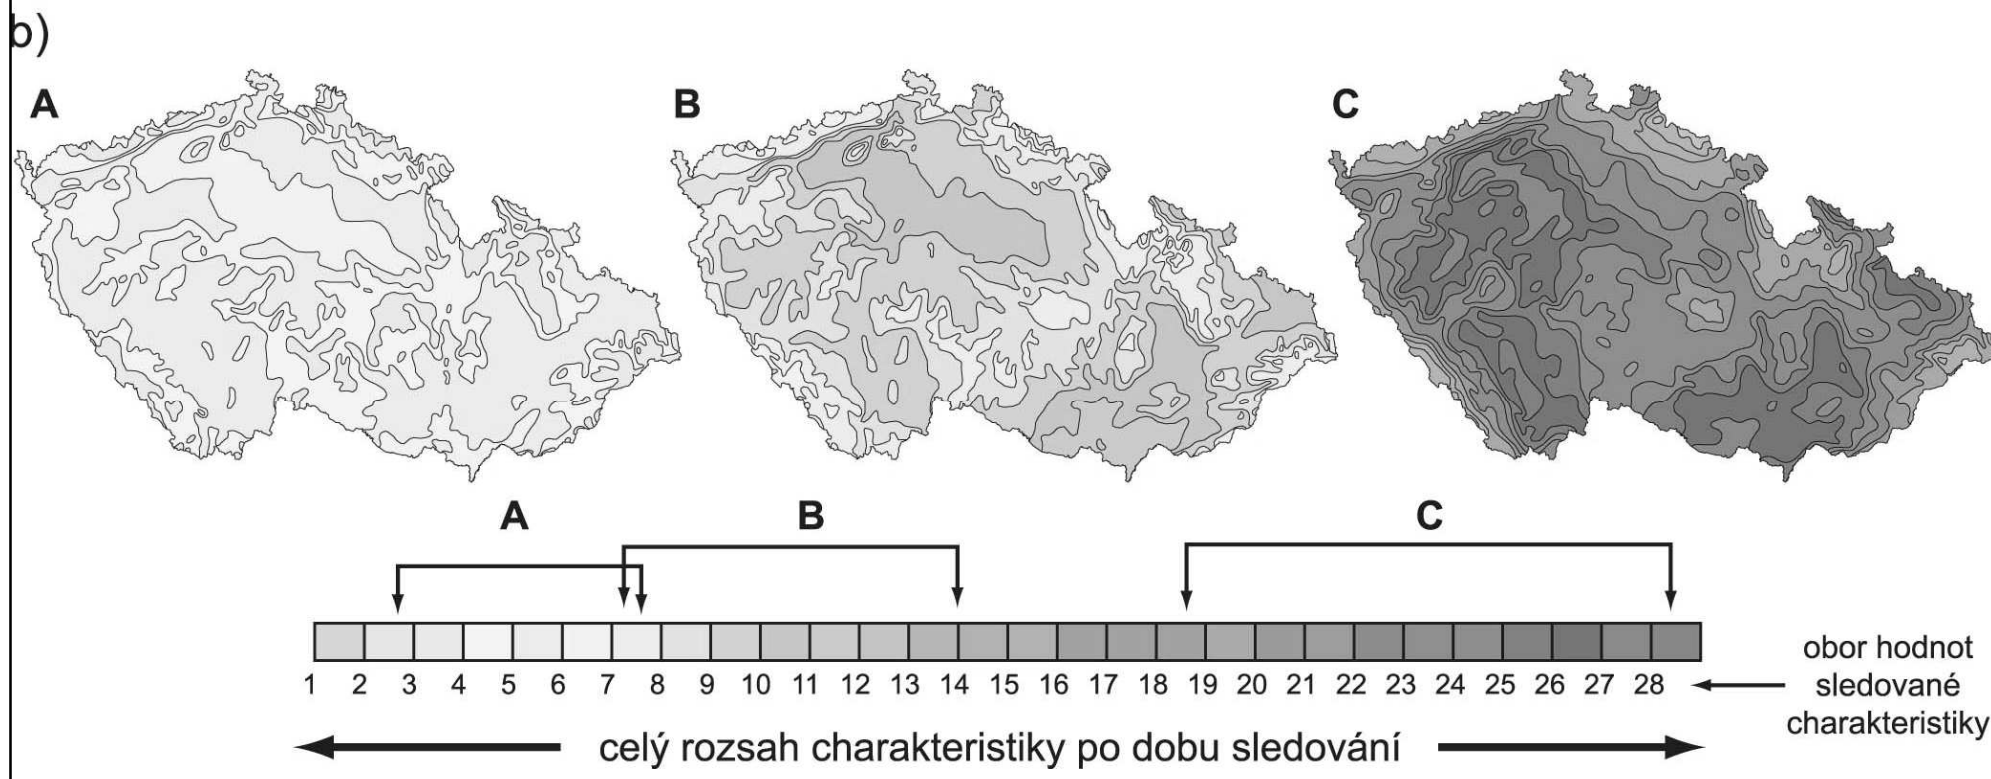 b)
A
B
C
A
B
C
1 2 3 4 5 6 7 8 9 10 11 12 13 14 15 16 17 18 19 20 21 22 23 24 25 26 27 28
obor hodnot
sledované
charakteristiky
celý rozsah charakteristiky po dobu sledování